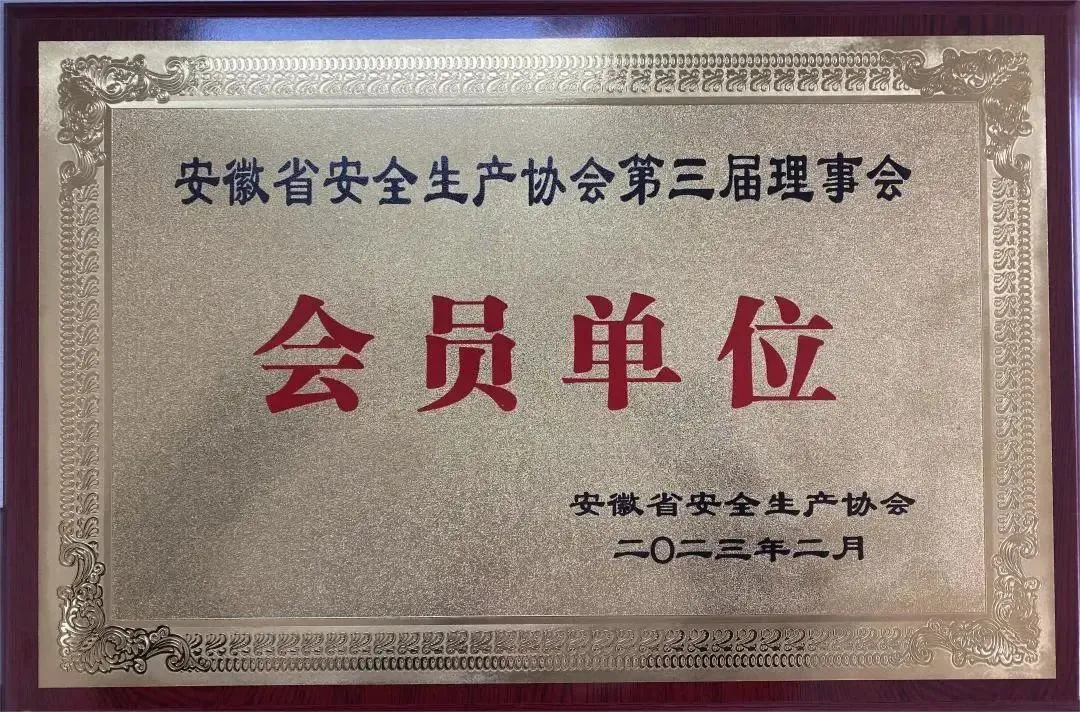 安徽省安全生产协会第三届理事会
会员单位
安徽省安全生产协会
二〇二三年二月